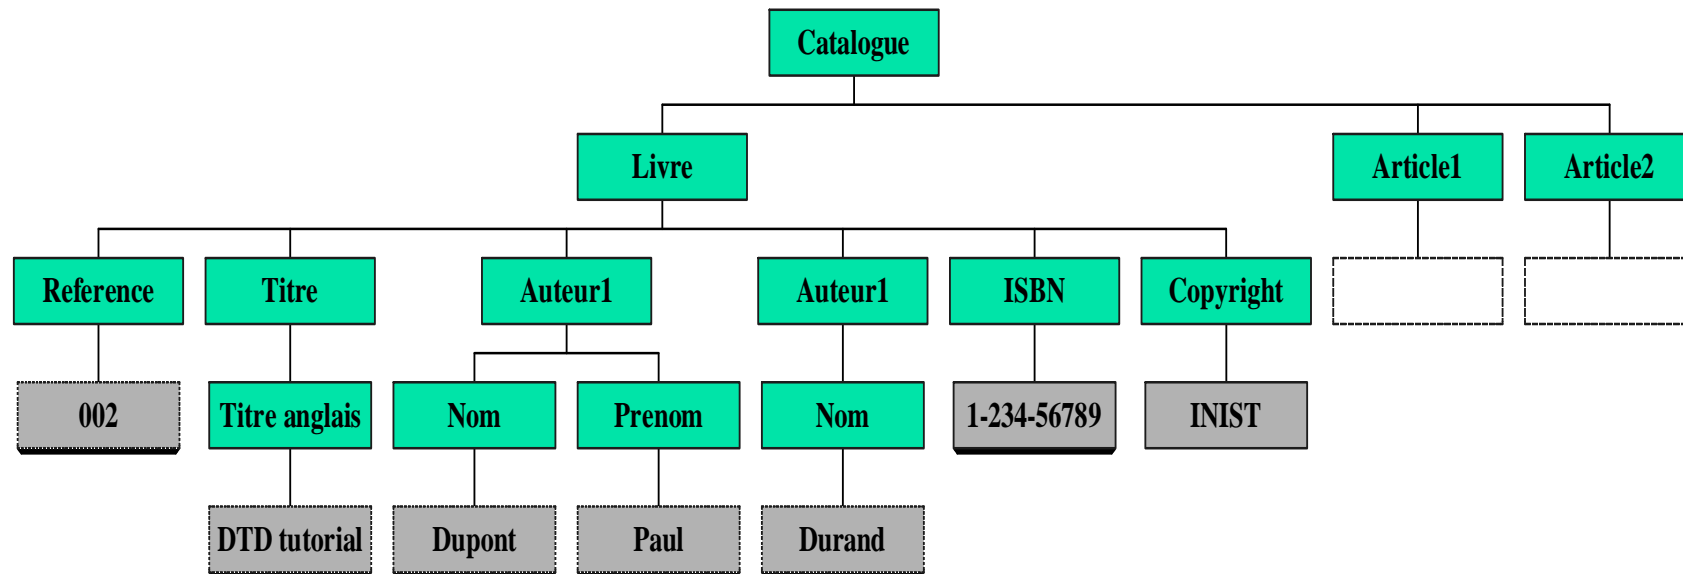 Catalogue
Livre
Article1
Article2
Reference
Titre
Auteur1
Auteur1
ISBN
Copyright
002
Titre anglais
Nom
Prenom
Nom
1-234-56789
INIST
DTD tutorial
Dupont
Paul
Durand